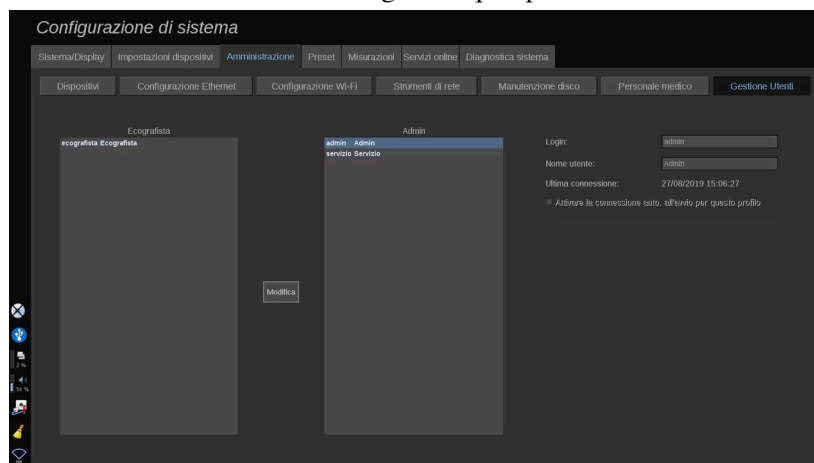 Configurazione di sistema
Sistema/Display Impostazioni dispositivi Amministrazione Preset Misurazioni Servizi online Diagnostica sistema
Dispositivi Configurazione Ethernet Configurazione Wi-Fi Strumenti di rete Manutenzione disco Personale medico Gestione Utenti
Ecografista
ecografista Ecografista
Modifica
Admin
admin Admin
servizio Servizio
Login: admin
Nome utente: Admin
Ultima connessione: 27/08/2019 15:06:27
Attivare la connessione auto. all'avvio per questo profilo
2 %
50 %